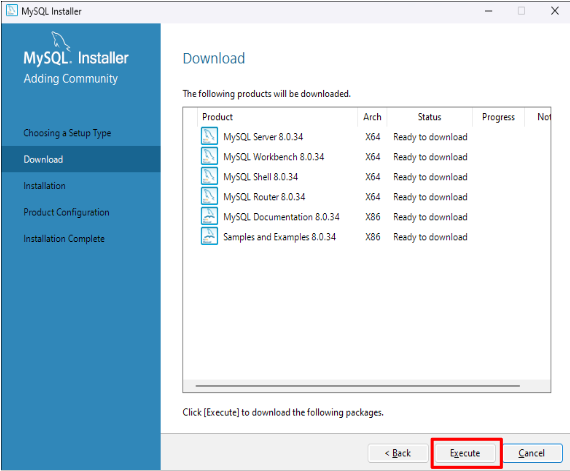 MySQL Installer
MySQL. Installer
Adding Community
Choosing a Setup Type
Download
Installation
Product Configuration
Installation Complete
Download
The following products will be downloaded.
Product Arch Status Progress Not
MySQL Server 8.0.34 X64 Ready to download
MySQL Workbench 8.0.34 X64 Ready to download
MySQL Shell 8.0.34 X64 Ready to download
MySQL Router 8.0.34 X64 Ready to download
MySQL Documentation 8.0.34 X86 Ready to download
Samples and Examples 8.0.34 X86 Ready to download
Click [Execute] to download the following packages.
< Back Execute Cancel